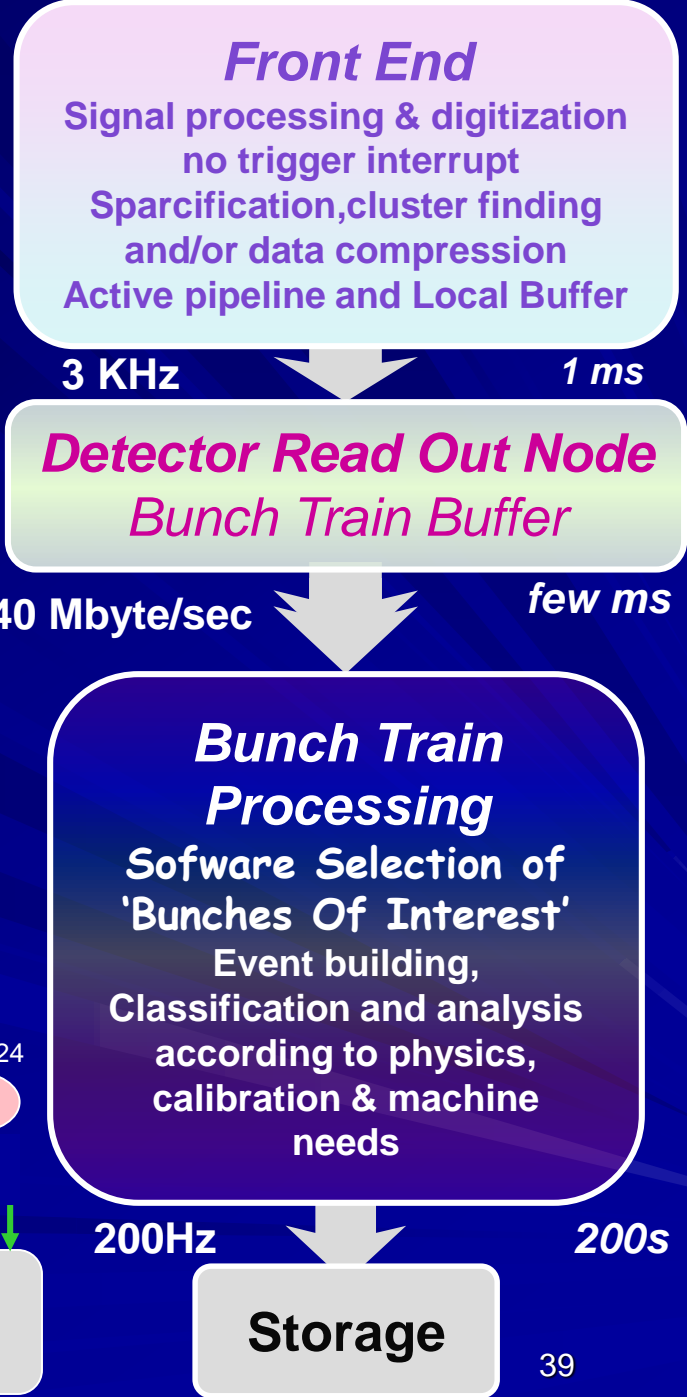 Front End
Signal processing & digitization
no trigger interrupt
Sparcification,cluster finding
and/or data compression
Active pipeline and Local Buffer
3 KHz
1 ms
Detector Read Out Node
Bunch Train Buffer
40 Mbyte/sec
few ms
Bunch Train
Processing
Sofware Selection of
‘Bunches Of Interest’
Event building,
Classification and analysis
according to physics,
calibration & machine
needs
24
200Hz
200s
Storage
39